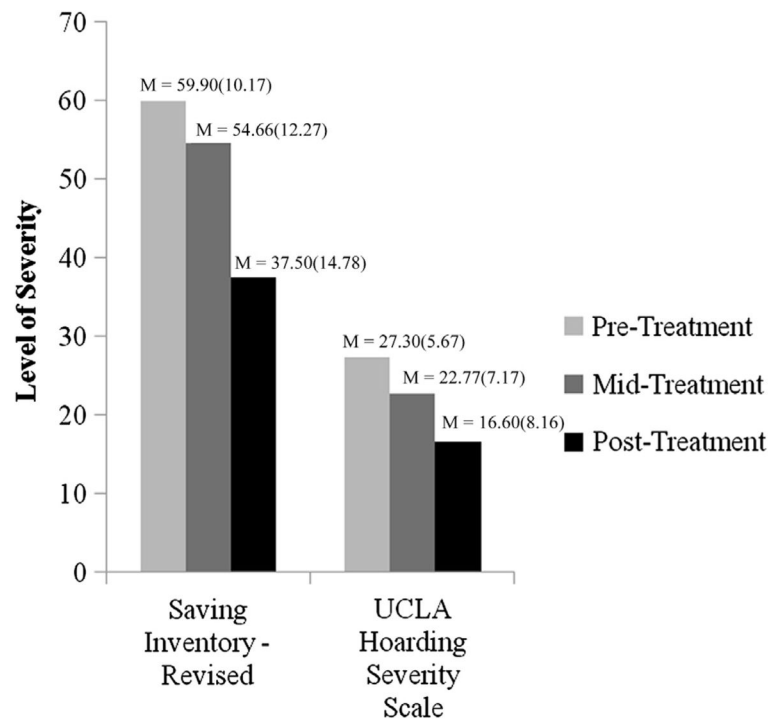 70
60
50
40
30
20
10
0
Level of Severity
M = 59.90(10.17)
M = 54.66(12.27)
M = 37.50(14.78)
M = 27.30(5.67)
M = 22.77(7.17)
M = 16.60(8.16)
Saving
Inventory -
Revised
UCLA
Hoarding
Severity
Scale
Pre-Treatment
Mid-Treatment
Post-Treatment